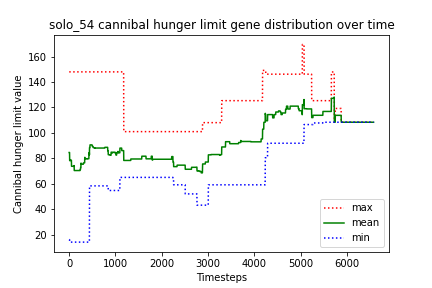 solo_54 cannibal hunger limit gene distribution over time
Cannibal hunger limit value
160
140
120
100
80
60
40
20
0 1000 2000 3000 4000 5000 6000
Timesteps
max
mean
min